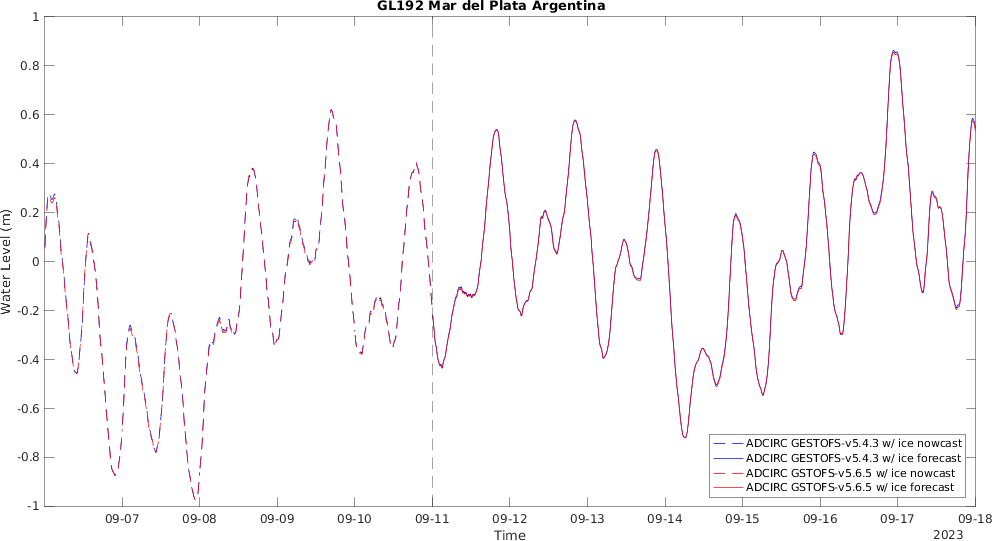 GL192 Mar del Plata Argentina
1
0.8
0.6
0.4
0.2
0
-0.2
-0.4
-0.6
-0.8
-1
Water Level (m)
ADCIRC GESTOFS-v5.4.3 w/ ice nowcast
ADCIRC GESTOFS-v5.4.3 w/ ice forecast
ADCIRC GSTOFS-v5.6.5 w/ ice nowcast
ADCIRC GSTOFS-v5.6.5 w/ ice forecast
09-07 09-08 09-09 09-10 09-11 09-12 09-13 09-14 09-15 09-16 09-17 09-18
Time
2023